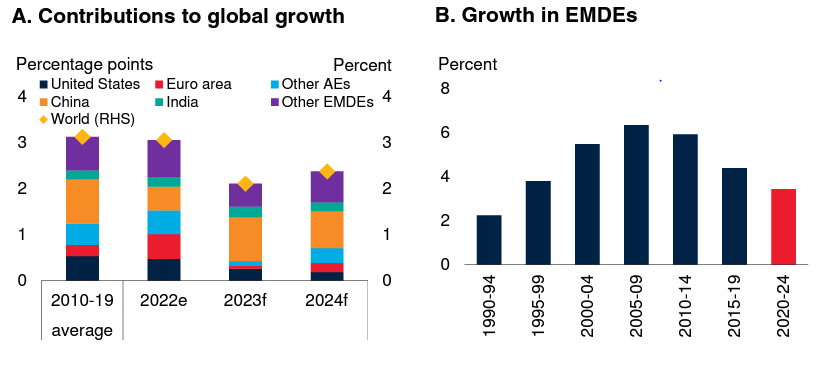 A. Contributions to global growth
Percentage points
Percent
United States
Euro area
Other AEs
China
India
Other EMDEs
World (RHS)
4
3
2
1
0
4
3
2
1
0
2010-19
average
2022e
2023f
2024f
B. Growth in EMDEs
Percent
8
6
4
2
0
1990-94
1995-99
2000-04
2005-09
2010-14
2015-19
2020-24